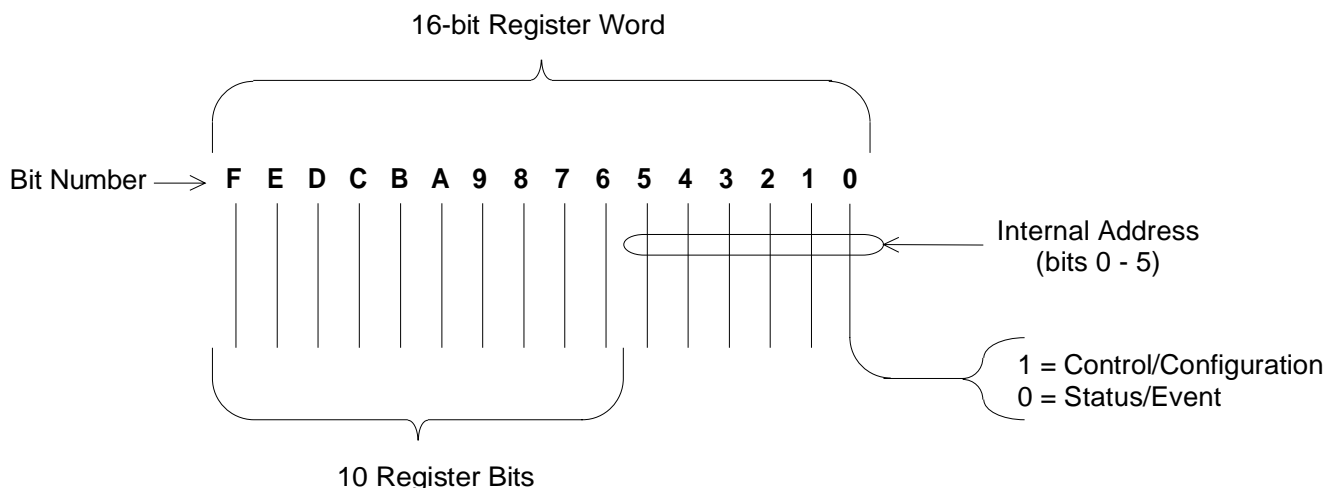 16-bit Register Word
Bit Number F E D C B A 9 8 7 6 5 4 3 2 1 0
Internal Address
(bits 0 - 5)
1 = Control/Configuration
0 = Status/Event
10 Register Bits